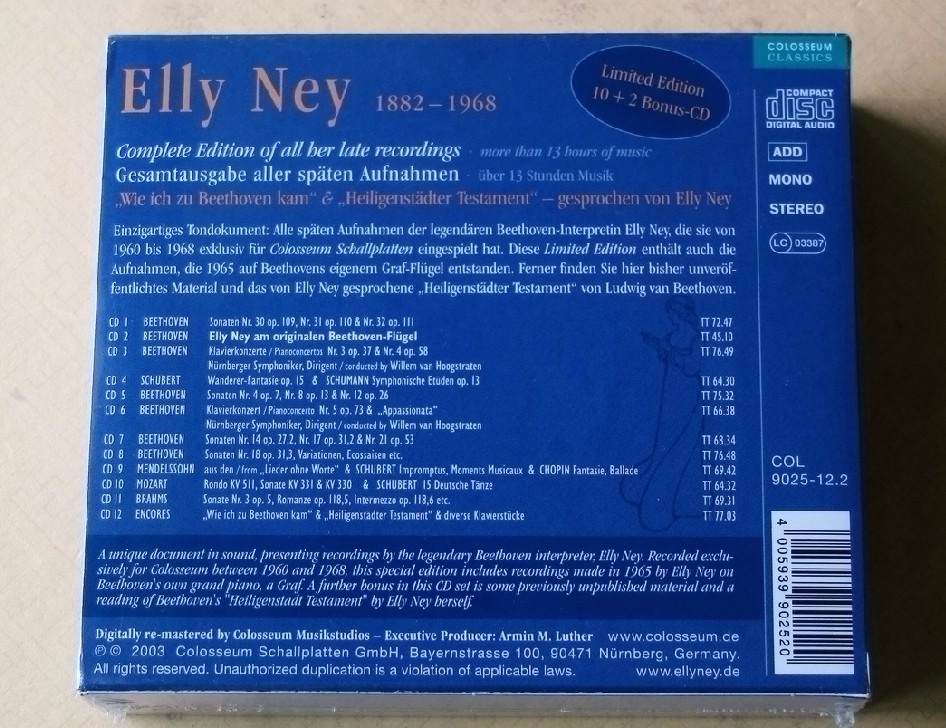 COLOSSEUM
CLASSICS
Elly Ney 1882–1968
Limited Edition
10 + 2 Bonus-CD
COMPACT
disc
DIGITAL AUDIO
Complete Edition of all her late recordings · more than 13 hours of music
Gesamtausgabe aller späten Aufnahmen · über 13 Stunden Musik
„Wie ich zu Beethoven kam“ & „Heiligenstädter Testament“ – gesprochen von Elly Ney
ADD
MONO
STEREO
LC 03387
Einzigartiges Tondokument: Alle späten Aufnahmen der legendären Beethoven-Interpretin Elly Ney, die sie von
1960 bis 1968 exklusiv für Colosseum Schallplatten eingespielt hat. Diese Limited Edition enthält auch die
Aufnahmen, die 1965 auf Beethovens eigenem Graf-Flügel entstanden. Ferner finden Sie hier bisher unveröf-
fentlichtes Material und das von Elly Ney gesprochene „Heiligenstädter Testament“ von Ludwig van Beethoven.
CD 1 BEETHOVEN Sonaten Nr. 30 op. 109, Nr. 31 op. 110 & Nr. 32 op. 111 TT 72.47
CD 2 BEETHOVEN Elly Ney am originalen Beethoven-Flügel TT 45.10
CD 3 BEETHOVEN Klavierkonzerte / Pianoconcertos Nr. 3 op. 37 & Nr. 4 op. 58 TT 76.49
Nürnberger Symphoniker, Dirigent / conducted by Willem van Hoogstraten
CD 4 SCHUBERT Wanderer-Fantasie op. 15 & SCHUMANN Symphonische Etuden op. 13 TT 64.30
CD 5 BEETHOVEN Sonaten Nr. 4 op. 7, Nr. 8 op. 13 & Nr. 12 op. 26 TT 75.32
CD 6 BEETHOVEN Klavierkonzert / Pianoconcerto Nr. 5 op. 73 & „Appassionata“ TT 66.38
Nürnberger Symphoniker, Dirigent / conducted by Willem van Hoogstraten
CD 7 BEETHOVEN Sonaten Nr. 14 op. 27,2, Nr. 17 op. 31,2 & Nr. 21 op. 53 TT 63.34
CD 8 BEETHOVEN Sonaten Nr. 18 op. 31,3, Variationen, Ecossaisen etc. TT 76.48
CD 9 MENDELSSOHN aus den / from „Lieder ohne Worte“ & SCHUBERT Impromptus, Moments Musicaux & CHOPIN Fantasie, Ballade TT 69.42
CD 10 MOZART Rondo KV 511, Sonate KV 331 & KV 330 & SCHUBERT 15 Deutsche Tänze TT 64.32
CD 11 BRAHMS Sonate Nr. 3 op. 5, Romanze op. 118,5, Intermezzo op. 118,6 etc. TT 69.31
CD 12 ENCORES „Wie ich zu Beethoven kam“ & „Heiligenstädter Testament“ & diverse Klavierstücke TT 77.03
COL
9025-12.2
A unique document in sound, presenting recordings by the legendary Beethoven interpreter, Elly Ney. Recorded exclu-
sively for Colosseum between 1960 and 1968, this special edition includes recordings made in 1965 by Elly Ney on
Beethoven's own grand piano, a Graf. A further bonus in this CD set is some previously unpublished material and a
reading of Beethoven's "Heiligenstadt Testament" by Elly Ney herself.
Digitally re-mastered by Colosseum Musikstudios – Executive Producer: Armin M. Luther www.colosseum.de
℗ © 2003 Colosseum Schallplatten GmbH, Bayernstrasse 100, 90471 Nürnberg, Germany.
All rights reserved. Unauthorized duplication is a violation of applicable laws. www.ellyney.de
4 005939 902520